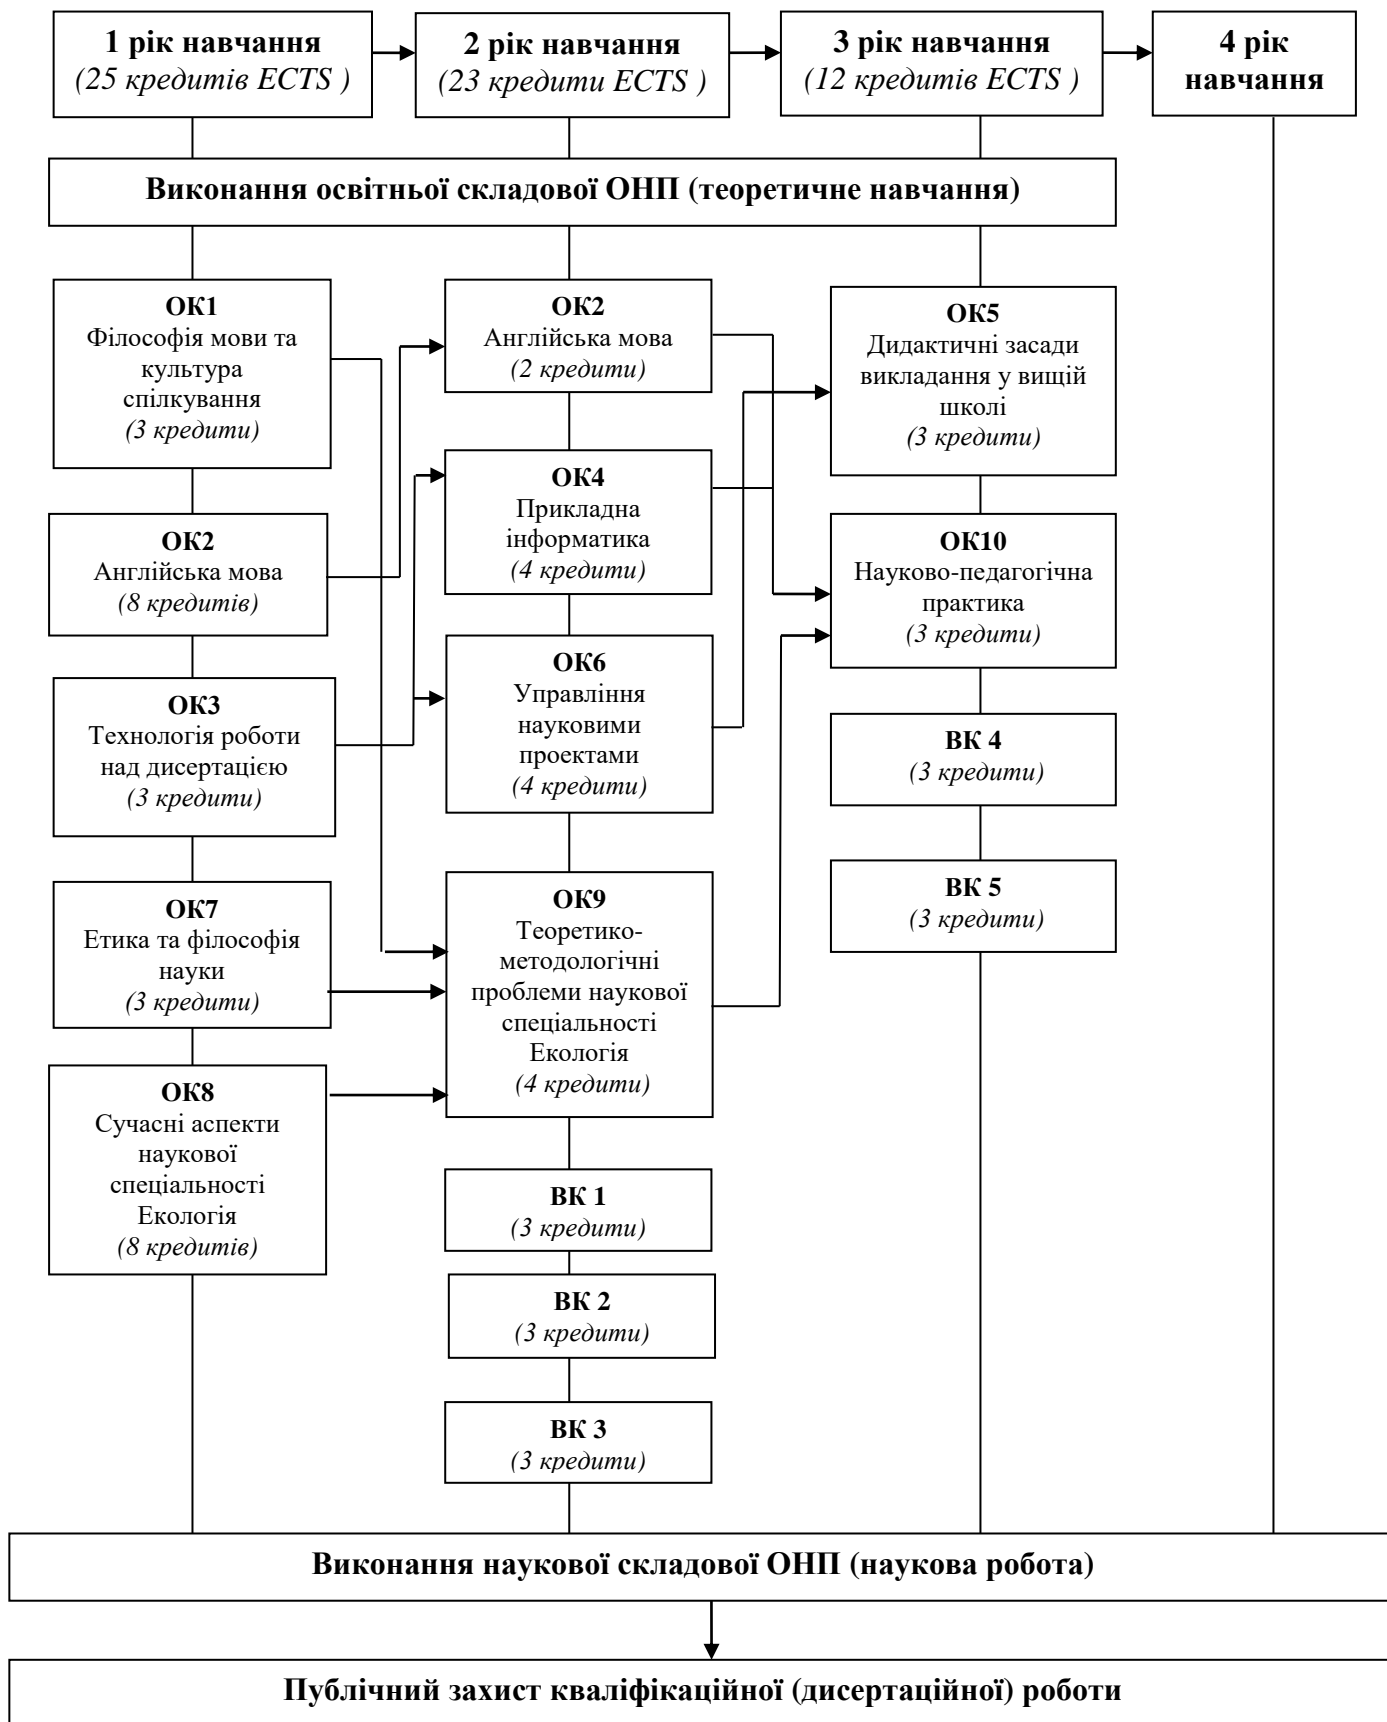 1 рік навчання
(25 кредитів ECTS )
2 рік навчання
(23 кредити ECTS )
3 рік навчання
(12 кредитів ECTS )
4 рік
навчання
Виконання освітньої складової ОНП (теоретичне навчання)
ОК1
Філософія мови та
культура
спілкування
(3 кредити)
ОК2
Англійська мова
(8 кредитів)
ОК3
Технологія роботи
над дисертацією
(3 кредити)
ОК7
Етика та філософія
науки
(3 кредити)
ОК8
Сучасні аспекти
наукової
спеціальності
Екологія
(8 кредитів)
ОК2
Англійська мова
(2 кредити)
ОК4
Прикладна
інформатика
(4 кредити)
ОК6
Управління
науковими
проектами
(4 кредити)
ОК9
Теоретико-
методологічні
проблеми наукової
спеціальності
Екологія
(4 кредити)
ВК 1
(3 кредити)
ВК 2
(3 кредити)
ВК 3
(3 кредити)
ОК5
Дидактичні засади
викладання у вищій
школі
(3 кредити)
ОК10
Науково-педагогічна
практика
(3 кредити)
ВК 4
(3 кредити)
ВК 5
(3 кредити)
Виконання наукової складової ОНП (наукова робота)
Публічний захист кваліфікаційної (дисертаційної) роботи